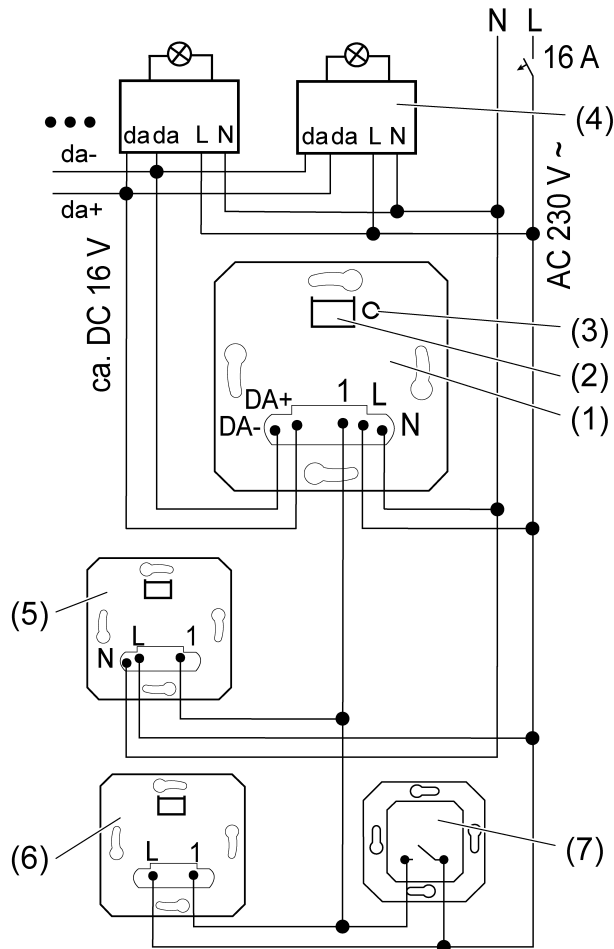 N L
16 A
(4)
da da L N
da da L N
da-
da+
ca. DC 16 V
AC 230 V ~
(3)
(2)
(1)
DA+ 1 L
DA- N
(5)
L 1
N
(6)
L 1
(7)